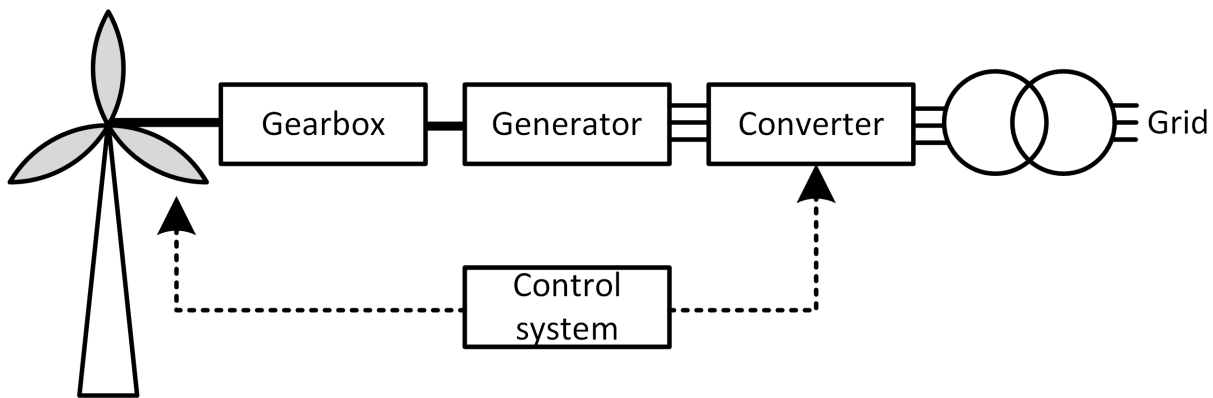 Gearbox
Generator
Converter
Grid
Control
system